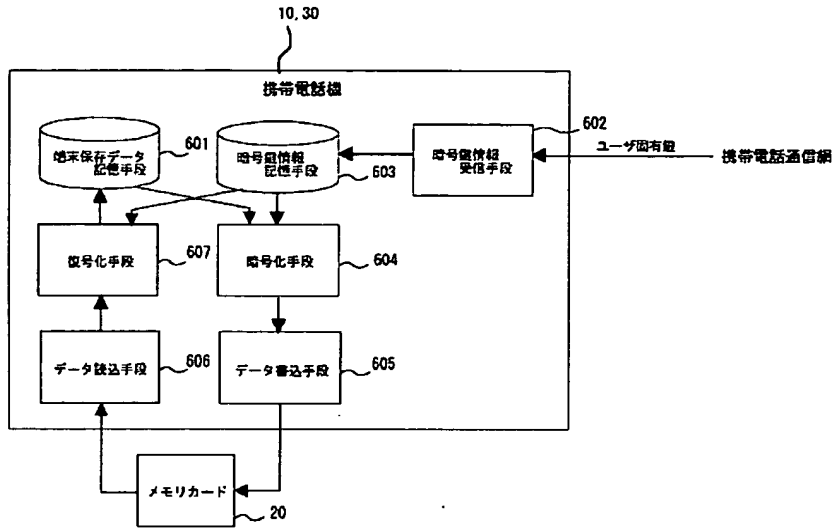 10, 30
携帯電話機
端末保存データ
記憶手段
601
暗号鍵情報
記憶手段
603
暗号鍵情報
受信手段
602
ユーザ固有鍵
携帯電話通信網
復号化手段
607
暗号化手段
604
データ読込手段
606
データ書込手段
605
メモリカード
20